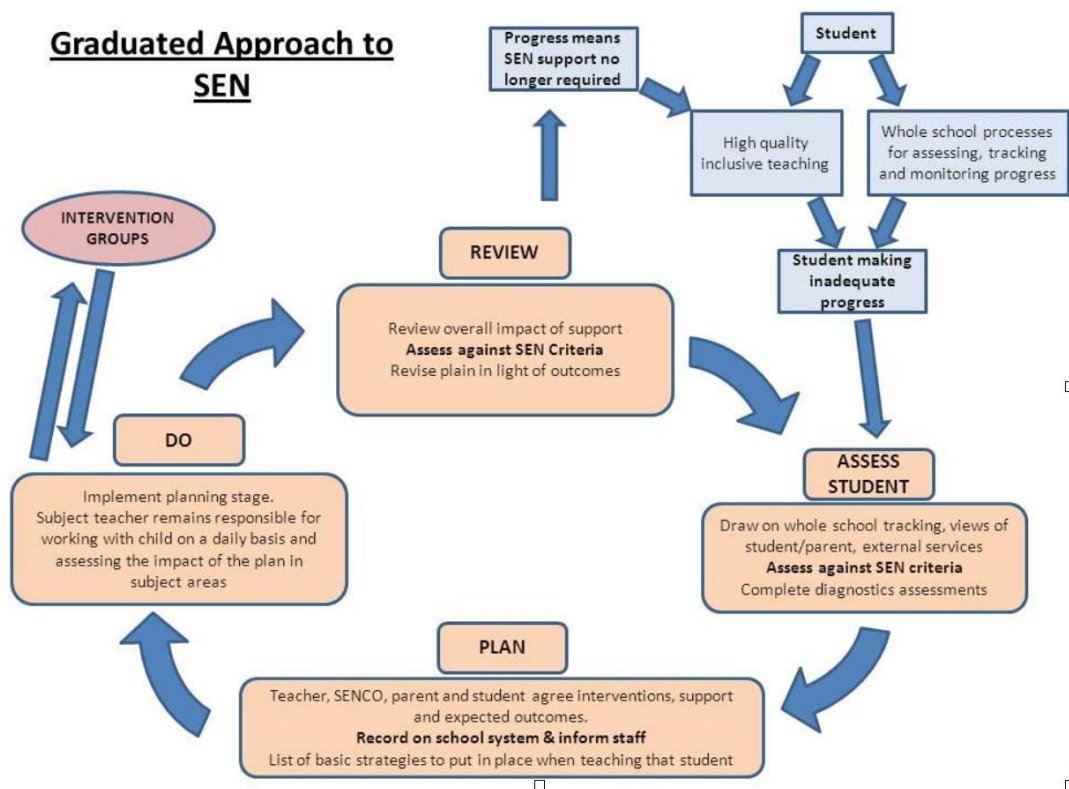 Graduated Approach to
SEN
Progress means
SEN support no
longer required
Student
High quality
inclusive teaching
Whole school processes
for assessing, tracking
and monitoring progress
Student making
inadequate
progress
INTERVENTION
GROUPS
REVIEW
Review overall impact of support
Assess against SEN Criteria
Revise plain in light of outcomes
DO
Implement planning stage.
Subject teacher remains responsible for
working with child on a daily basis and
assessing the impact of the plan in
subject areas
ASSESS
STUDENT
Draw on whole school tracking, views of
student/parent, external services
Assess against SEN criteria
Complete diagnostics assessments
PLAN
Teacher, SENCO, parent and student agree interventions, support
and expected outcomes.
Record on school system & inform staff
List of basic strategies to put in place when teaching that student